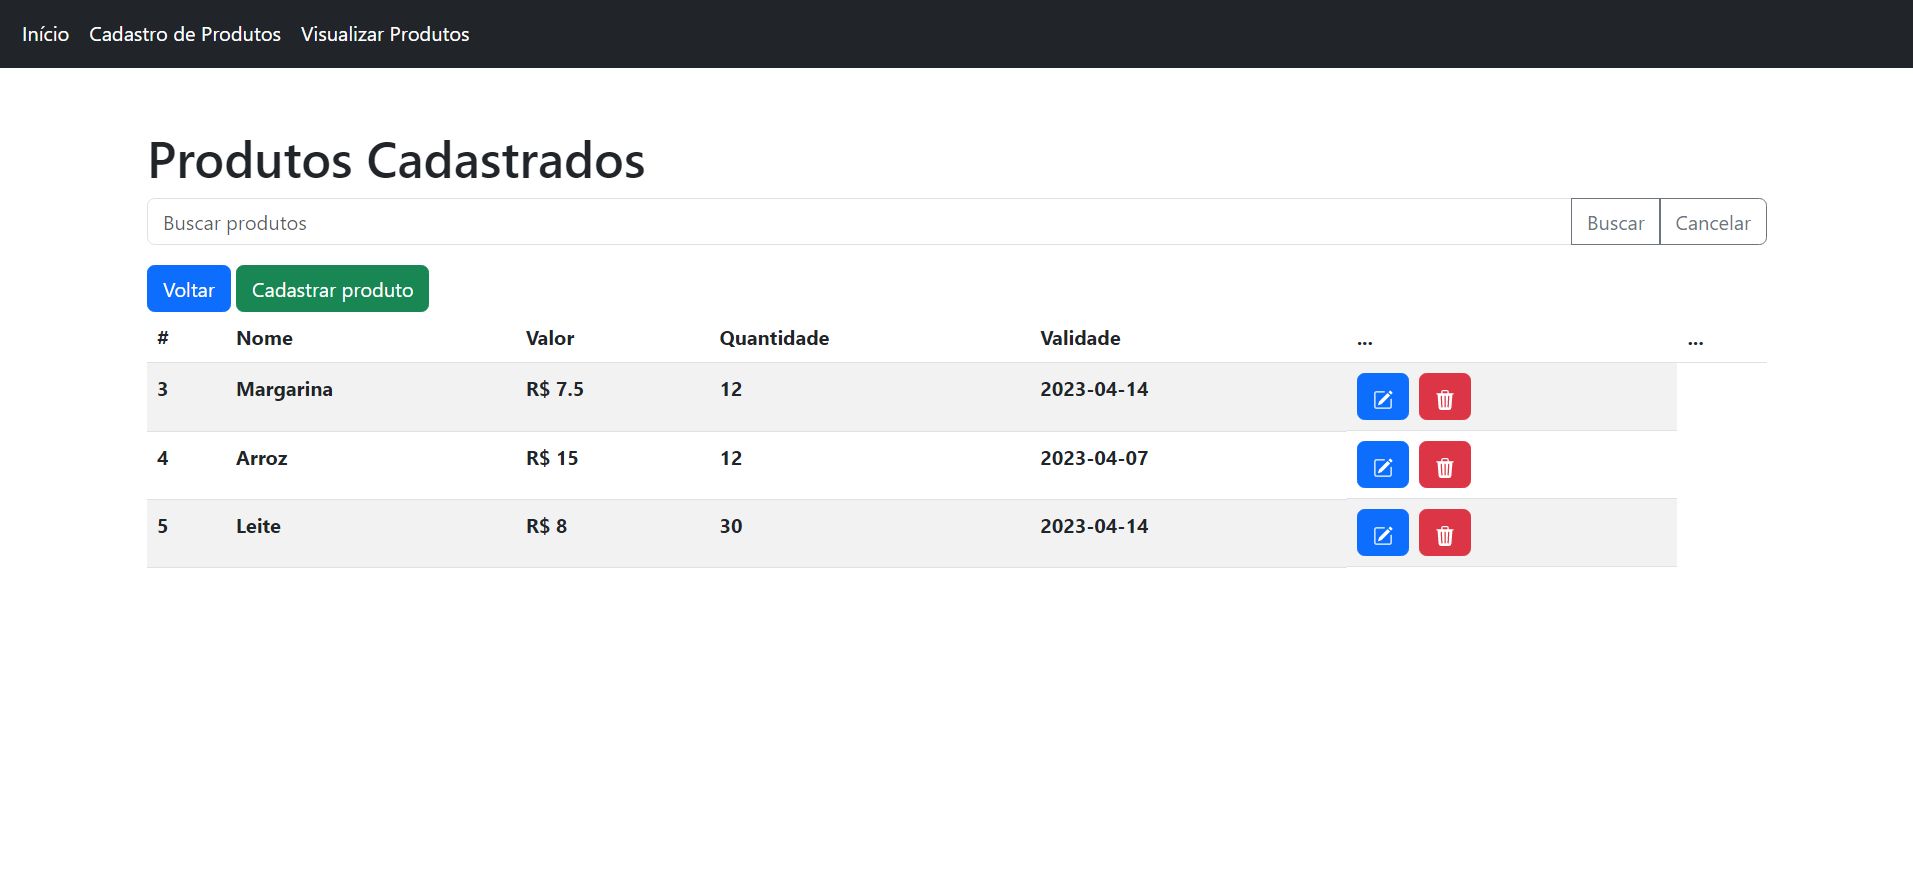 Início Cadastro de Produtos Visualizar Produtos
Produtos Cadastrados
Buscar produtos Buscar Cancelar
Voltar Cadastrar produto
# Nome Valor Quantidade Validade ... ...
3 Margarina R$ 7.5 12 2023-04-14
4 Arroz R$ 15 12 2023-04-07
5 Leite R$ 8 30 2023-04-14